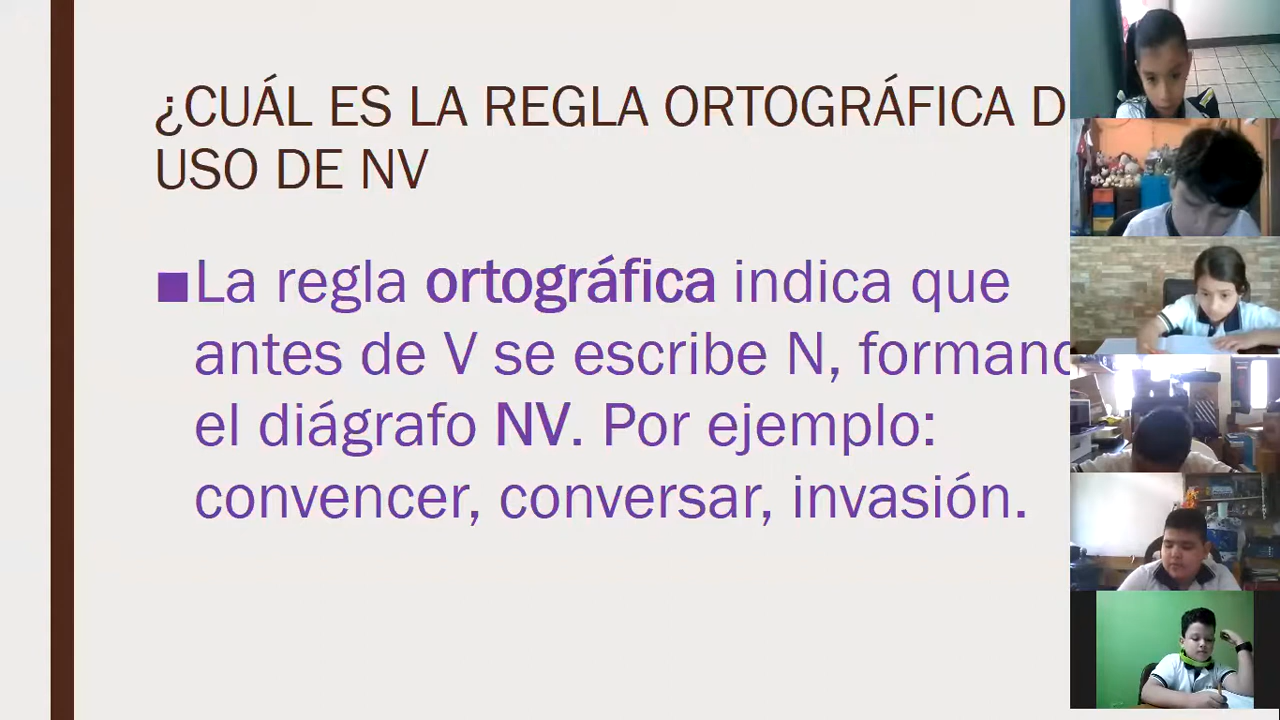 ¿CUÁL ES LA REGLA ORTOGRÁFICA D
USO DE NV
■La regla ortográfica indica que
antes de V se escribe N, formand
el diágrafo NV. Por ejemplo:
convencer, conversar, invasión.